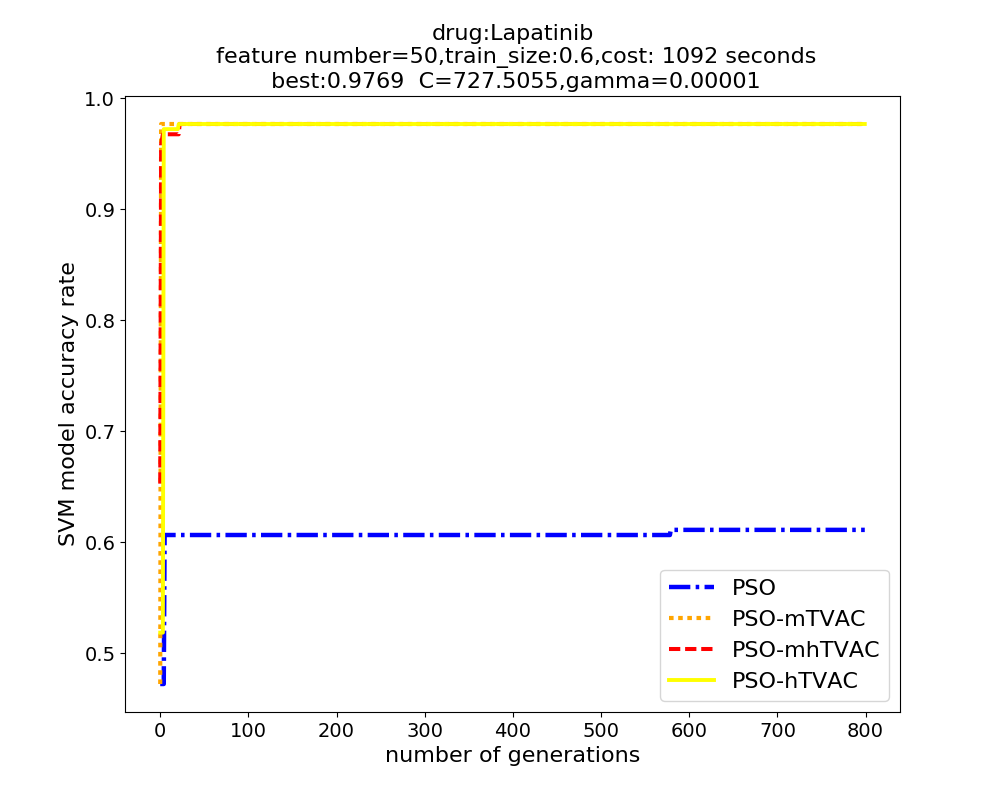 drug:Lapatinib
feature number=50,train_size:0.6,cost: 1092 seconds
best:0.9769  C=727.5055,gamma=0.00001
1.0
0.9
0.8
0.7
0.6
0.5
SVM model accuracy rate
PSO
PSO-mTVAC
PSO-mhTVAC
PSO-hTVAC
0 100 200 300 400 500 600 700 800
number of generations